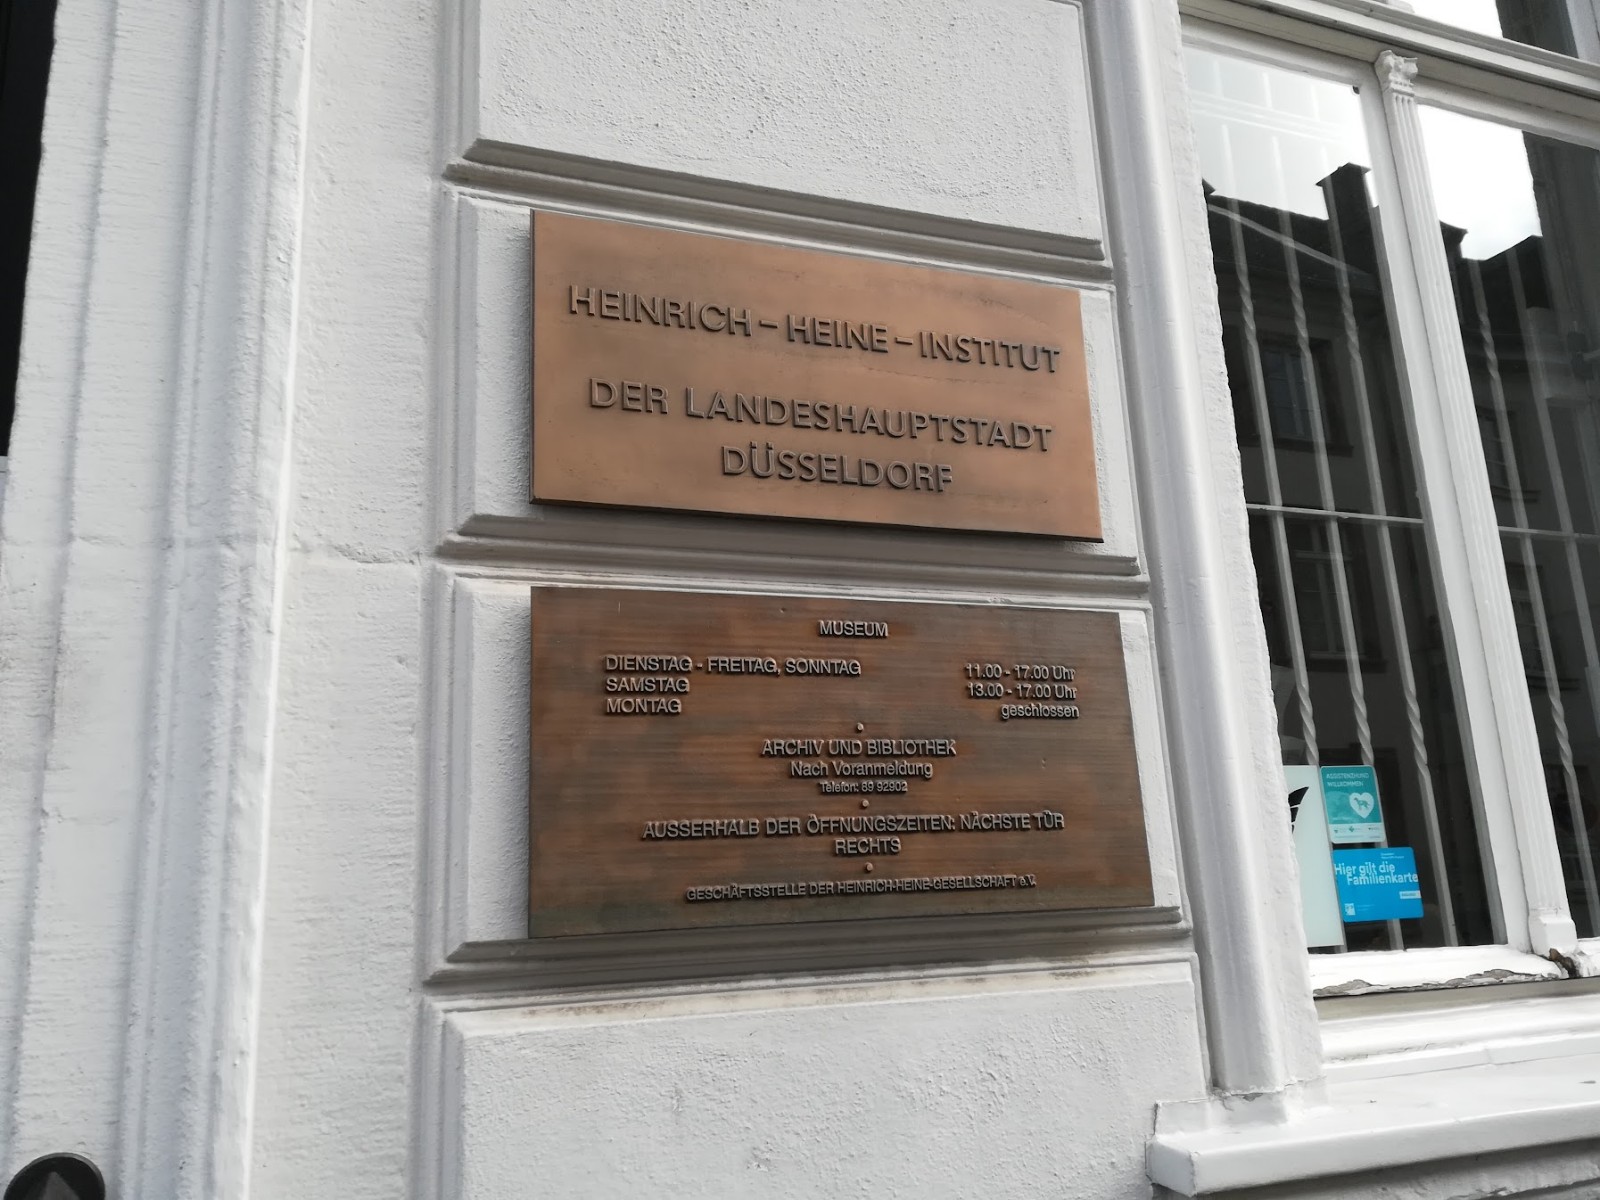 HEINRICH-HEINE-INSTITUT
DER LANDESHAUPTSTADT
DÜSSELDORF
MUSEUM
DIENSTAG - FREITAG, SONNTAG 11.00 - 17.00 Uhr
SAMSTAG 13.00 - 17.00 Uhr
MONTAG geschlossen
ARCHIV UND BIBLIOTHEK
Nach Voranmeldung
Telefon: 89 92902
AUSSERHALB DER ÖFFNUNGSZEITEN: NÄCHSTE TÜR
RECHTS
GESCHÄFTSSTELLE DER HEINRICH-HEINE-GESELLSCHAFT e.V.
ASSISTENZHUND
WILLKOMMEN
Hier gilt die
Familienkarte